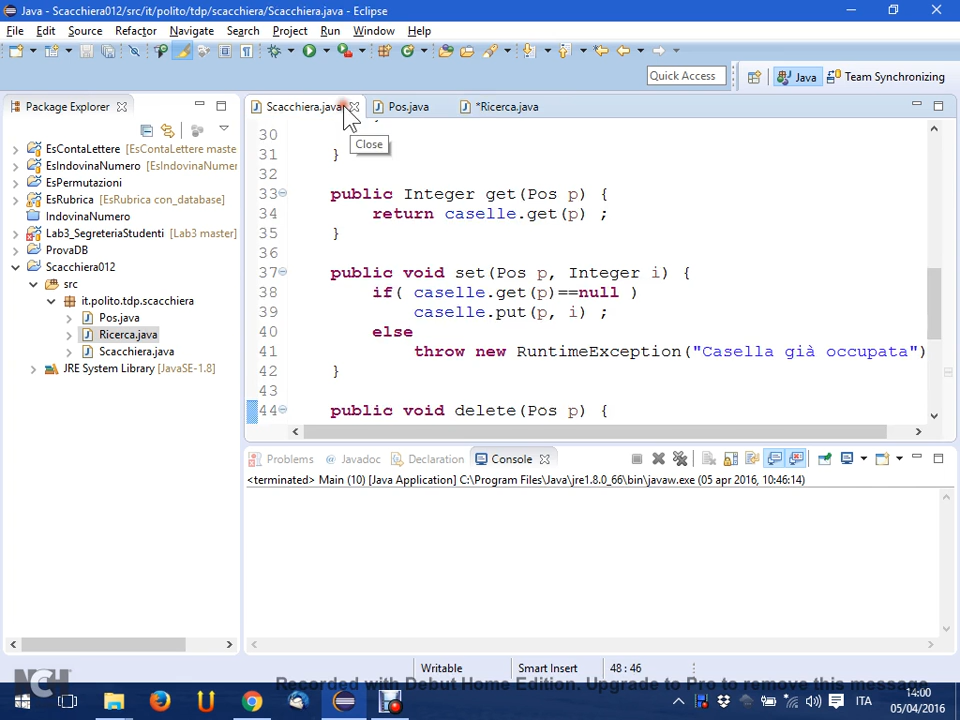 Java - Scacchiera012/src/it/polito/tdp/scacchiera/Scacchiera.java - Eclipse
File Edit Source Refactor Navigate Search Project Run Window Help
Quick Access
Java
Team Synchronizing
Package Explorer
EsContaLettere [EsContaLettere maste
EsIndovinaNumero [EsIndovinaNumer
EsPermutazioni
EsRubrica [EsRubrica con_database]
IndovinaNumero
Lab3_SegreteriaStudenti [Lab3 master]
ProvaDB
Scacchiera012
src
it.polito.tdp.scacchiera
Pos.java
Ricerca.java
Scacchiera.java
JRE System Library [JavaSE-1.8]
Scacchiera.java Pos.java *Ricerca.java
Close
30 }
31 }
32
33 public Integer get(Pos p) {
34 return caselle.get(p) ;
35 }
36
37 public void set(Pos p, Integer i) {
38 if( caselle.get(p)==null )
39 caselle.put(p, i) ;
40 else
41 throw new RuntimeException("Casella già occupata")
42 }
43
44 public void delete(Pos p) {
Problems Javadoc Declaration Console
<terminated> Main (10) [Java Application] C:\Program Files\Java\jre1.8.0_66\bin\javaw.exe (05 apr 2016, 10:46:14)
Writable Smart Insert 48 : 46
NCH
Recorded with Debut Home Edition. Upgrade to Pro to remove this message
ITA
14:00
05/04/2016